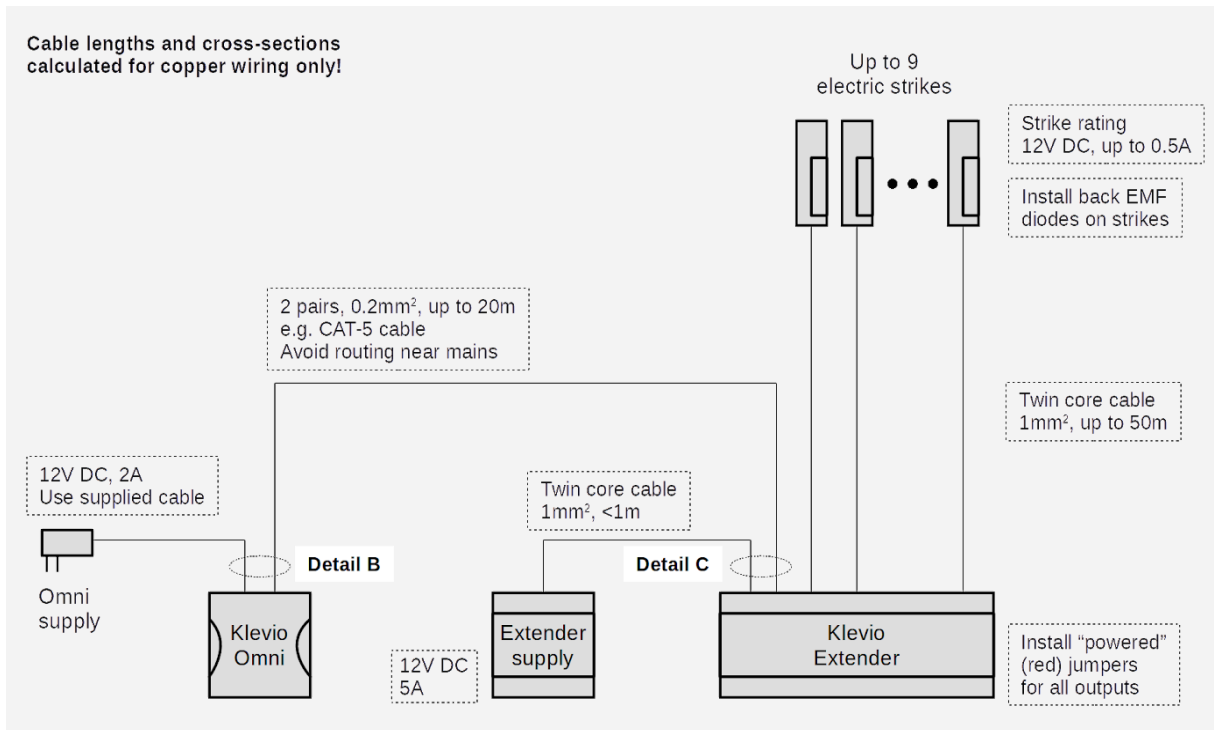 Cable lengths and cross-sections
calculated for copper wiring only!
Up to 9
electric strikes
Strike rating
12V DC, up to 0.5A
Install back EMF
diodes on strikes
2 pairs, 0.2mm², up to 20m
e.g. CAT-5 cable
Avoid routing near mains
Twin core cable
1mm², up to 50m
12V DC, 2A
Use supplied cable
Twin core cable
1mm², <1m
Detail B
Detail C
Omni
supply
Klevio
Omni
12V DC
5A
Extender
supply
Klevio
Extender
Install “powered”
(red) jumpers
for all outputs